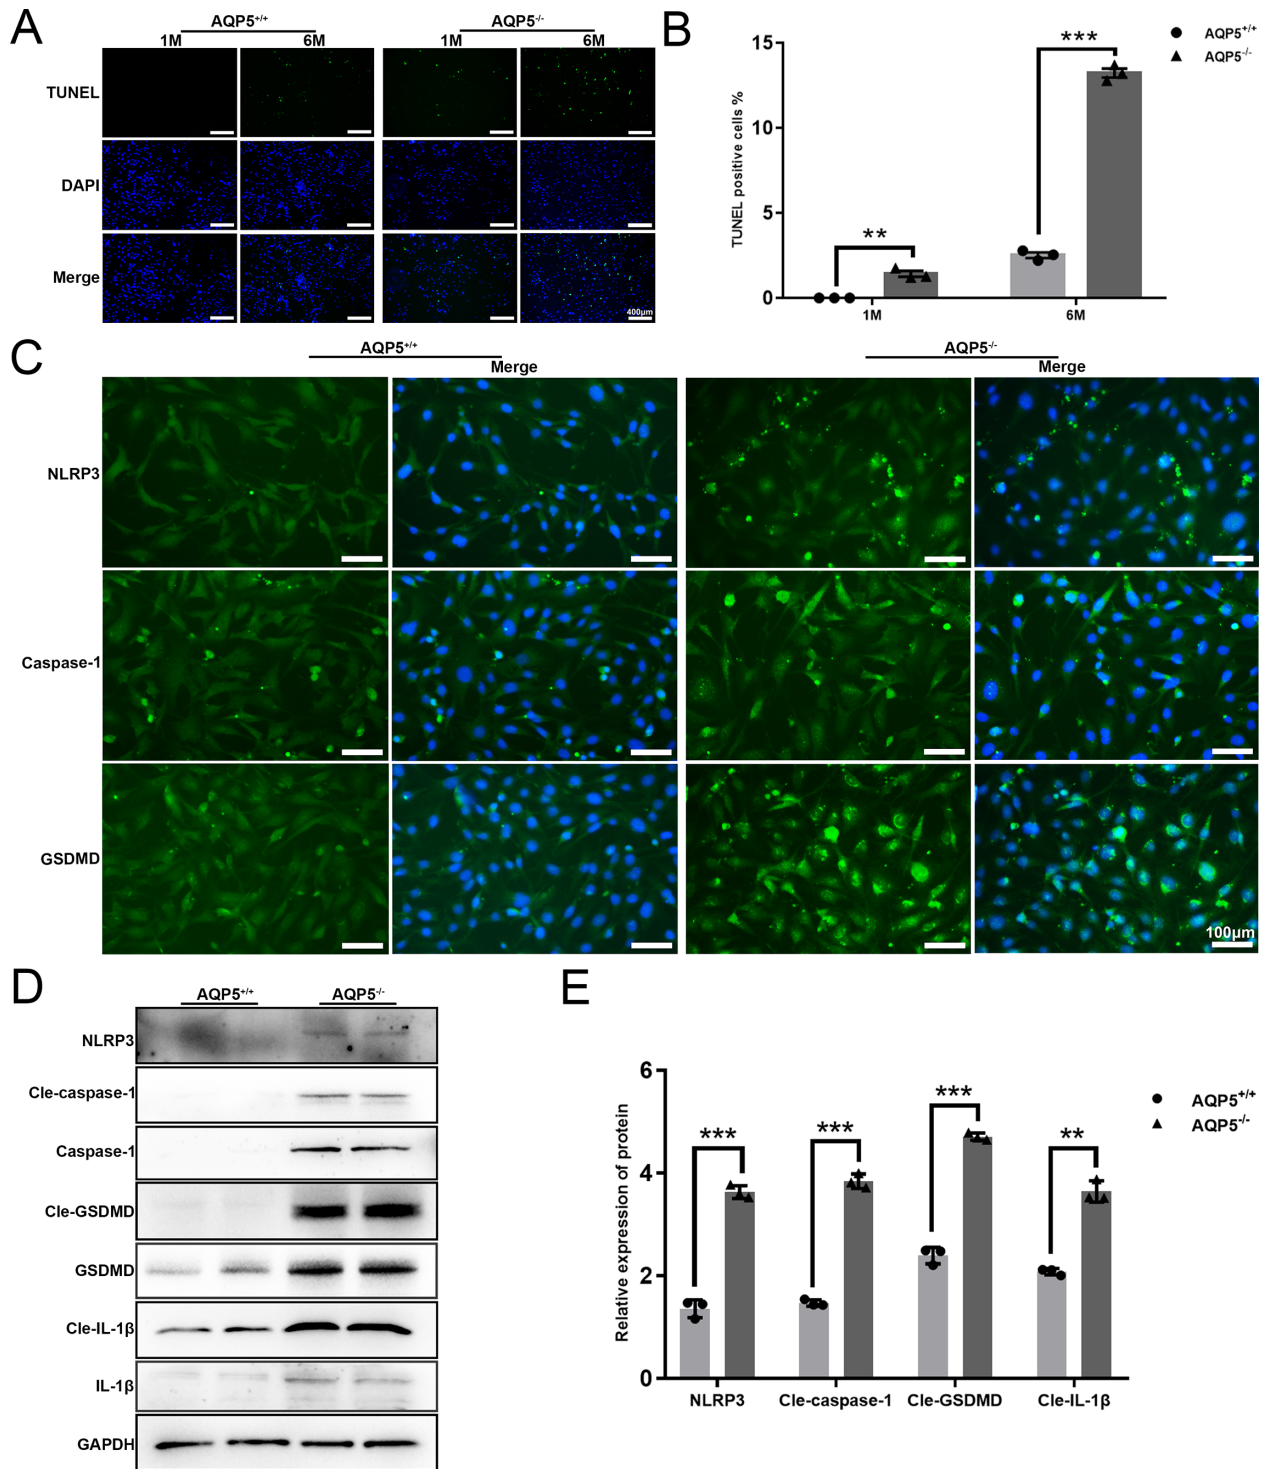 A
AQP5+/+
AQP5-/-
1M 6M 1M 6M
TUNEL
DAPI
Merge
400μm
B
TUNEL positive cells %
15
10
5
0
** ***
1M 6M
AQP5+/+
AQP5-/-
C
AQP5+/+
AQP5-/-
Merge Merge
NLRP3
Caspase-1
GSDMD
100μm
D
AQP5+/+ AQP5-/-
NLRP3
Cle-caspase-1
Caspase-1
Cle-GSDMD
GSDMD
Cle-IL-1β
IL-1β
GAPDH
E
Relative expression of protein
6
4
2
0
*** *** *** **
NLRP3 Cle-caspase-1 Cle-GSDMD Cle-IL-1β
AQP5+/+
AQP5-/-